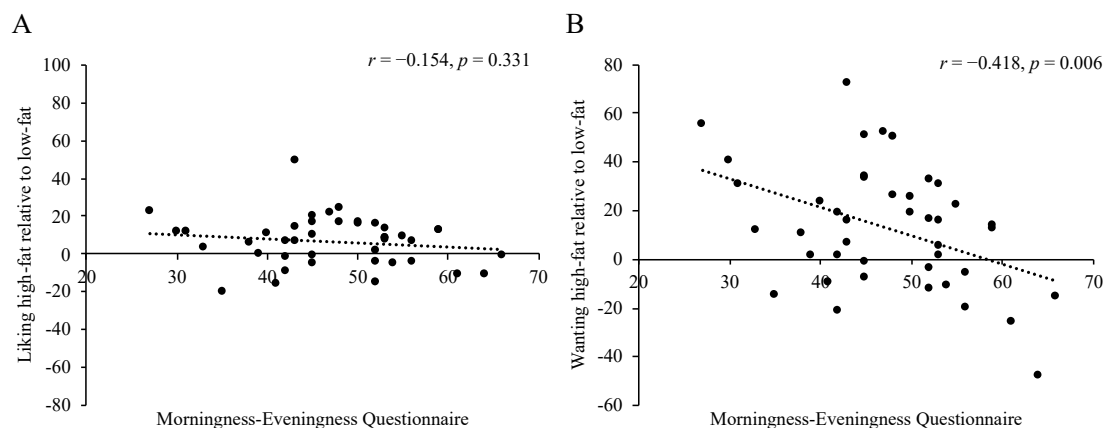 A
r = −0.154, p = 0.331
Liking high-fat relative to low-fat
100
80
60
40
20
0
-20
-40
-60
-80
20 30 40 50 60 70
Morningness-Eveningness Questionnaire
B
r = −0.418, p = 0.006
Wanting high-fat relative to low-fat
80
60
40
20
0
-20
-40
-60
20 30 40 50 60 70
Morningness-Eveningness Questionnaire